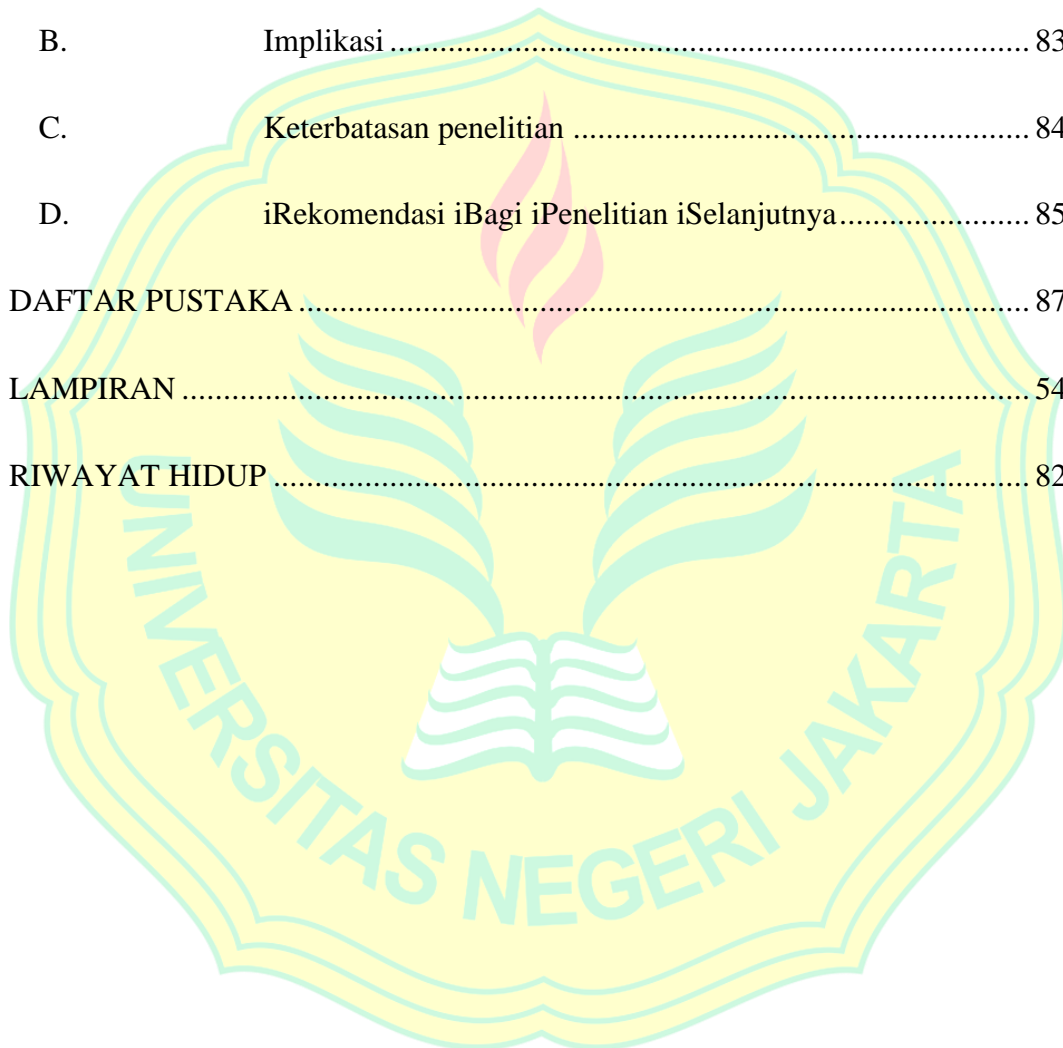 B. Implikasi ........ 83
C. Keterbatasan penelitian ........ 84
D. iRekomendasi iBagi iPenelitian iSelanjutnya ........ 85
DAFTAR PUSTAKA ........ 87
LAMPIRAN ........ 54
RIWAYAT HIDUP ........ 82
UNIVERSITAS NEGERI JAKARTA